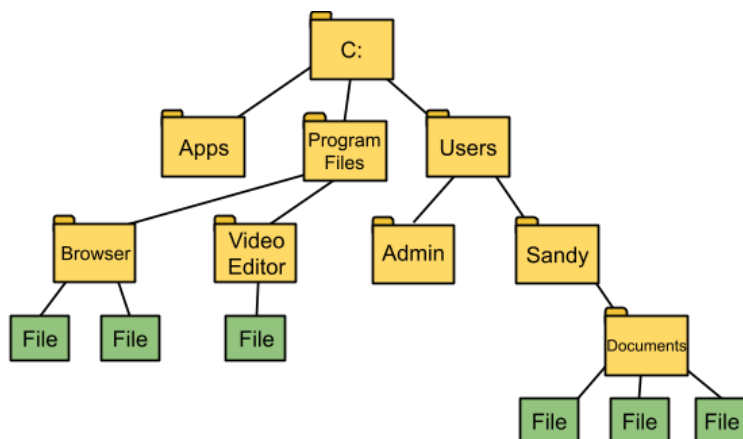 C:
Apps
Program
Files
Users
Browser
Video
Editor
Admin
Sandy
File
File
File
Documents
File
File
File